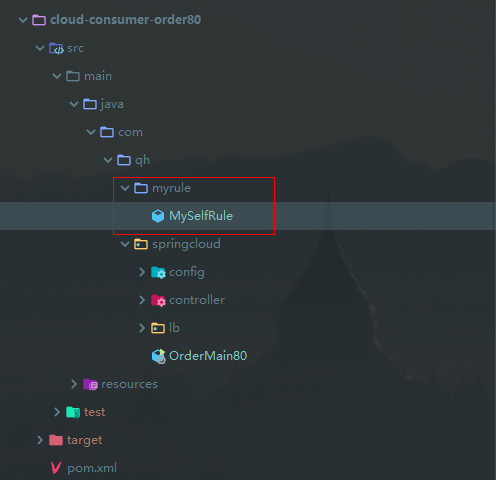 cloud-consumer-order80
src
main
java
com
qh
myrule
MySelfRule
springcloud
config
controller
lb
OrderMain80
resources
test
target
pom.xml